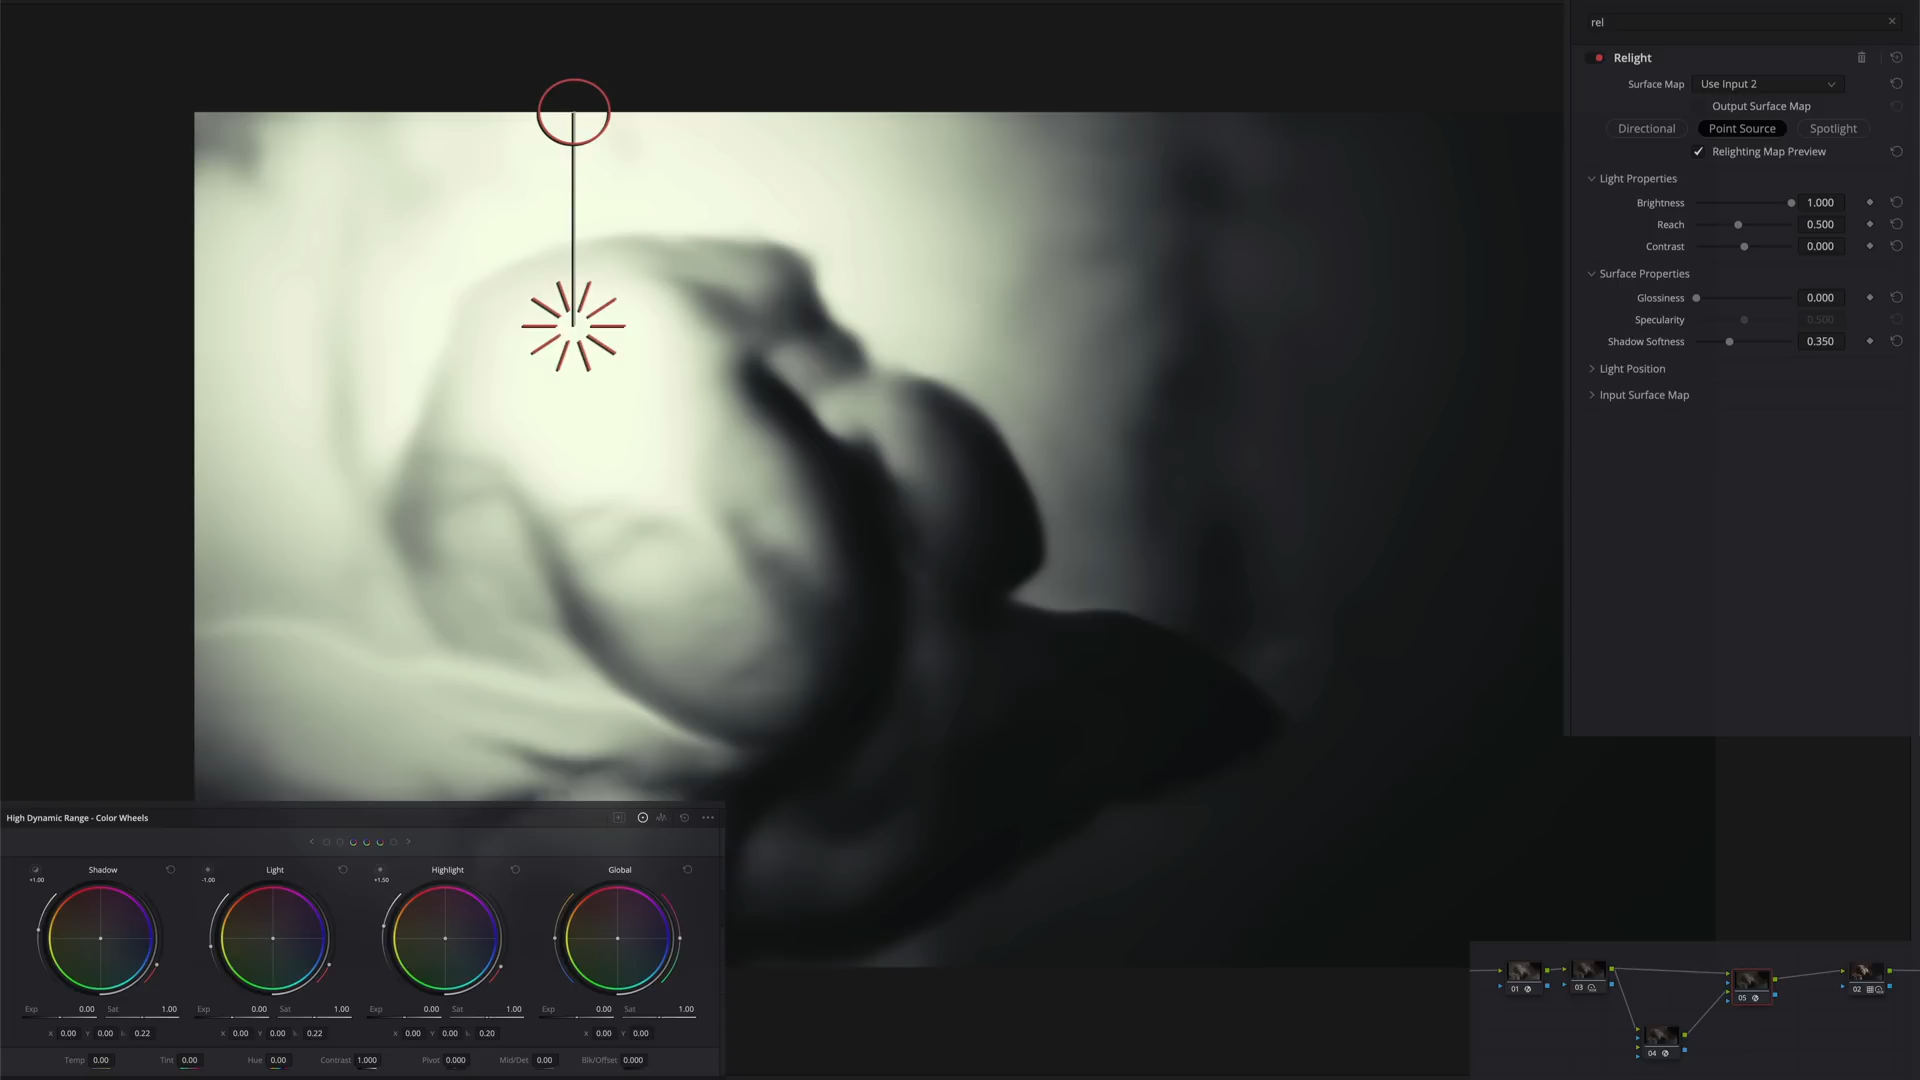 rel
Relight
Surface Map Use Input 2
Output Surface Map
Directional Point Source Spotlight
Relighting Map Preview
Light Properties
Brightness 1.000
Reach 0.500
Contrast 0.000
Surface Properties
Glossiness 0.000
Specularity 0.500
Shadow Softness 0.350
Light Position
Input Surface Map
High Dynamic Range - Color Wheels
Shadow Light Highlight Global
+1.00 -1.00 +1.50
Exp 0.00 Sat 1.00 Exp 0.00 Sat 1.00 Exp 0.00 Sat 1.00 Exp 0.00 Sat 1.00
X 0.00 Y 0.00 0.22 X 0.00 Y 0.00 0.22 X 0.00 Y 0.00 0.20 X 0.00 Y 0.00
Temp 0.00 Tint 0.00 Hue 0.00 Contrast 1.000 Pivot 0.000 Mid/Det 0.00 Blk/Offset 0.000
01 03 05 02
04